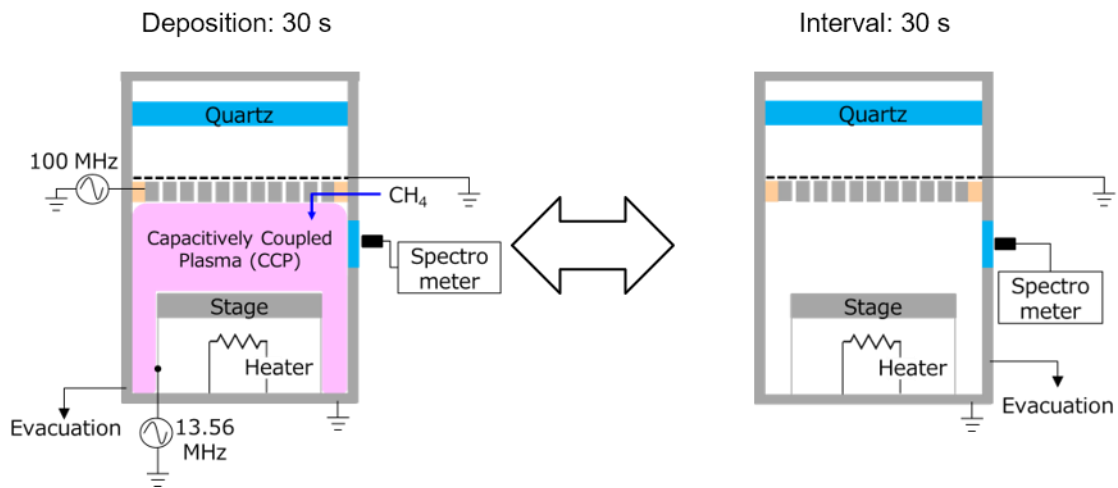 Deposition: 30 s
Interval: 30 s
Quartz
100 MHz
CH₄
Capacitively Coupled
Plasma (CCP)
Spectro
meter
Stage
Heater
Evacuation
13.56
MHz
Quartz
Spectro
meter
Stage
Heater
Evacuation